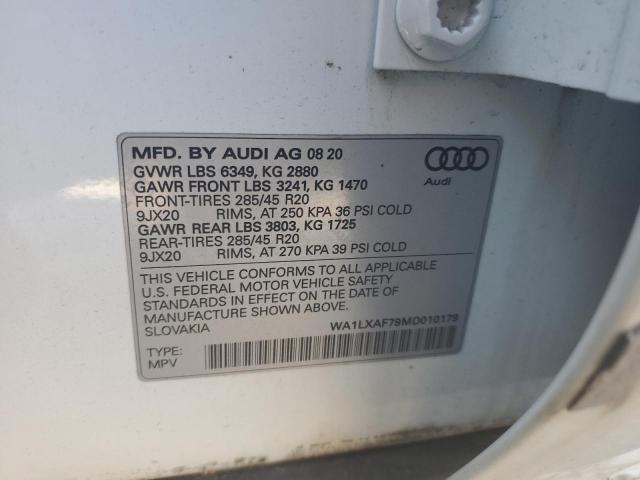 MFD. BY AUDI AG 08 20
GVWR LBS 6349, KG 2880
GAWR FRONT LBS 3241, KG 1470
FRONT-TIRES 285/45 R20
9JX20 RIMS, AT 250 KPA 36 PSI COLD
GAWR REAR LBS 3803, KG 1725
REAR-TIRES 285/45 R20
9JX20 RIMS, AT 270 KPA 39 PSI COLD
Audi
THIS VEHICLE CONFORMS TO ALL APPLICABLE
U.S. FEDERAL MOTOR VEHICLE SAFETY
STANDARDS IN EFFECT ON THE DATE OF
MANUFACTURE SHOWN ABOVE.
SLOVAKIA WA1LXAF79MD010179
TYPE:
MPV